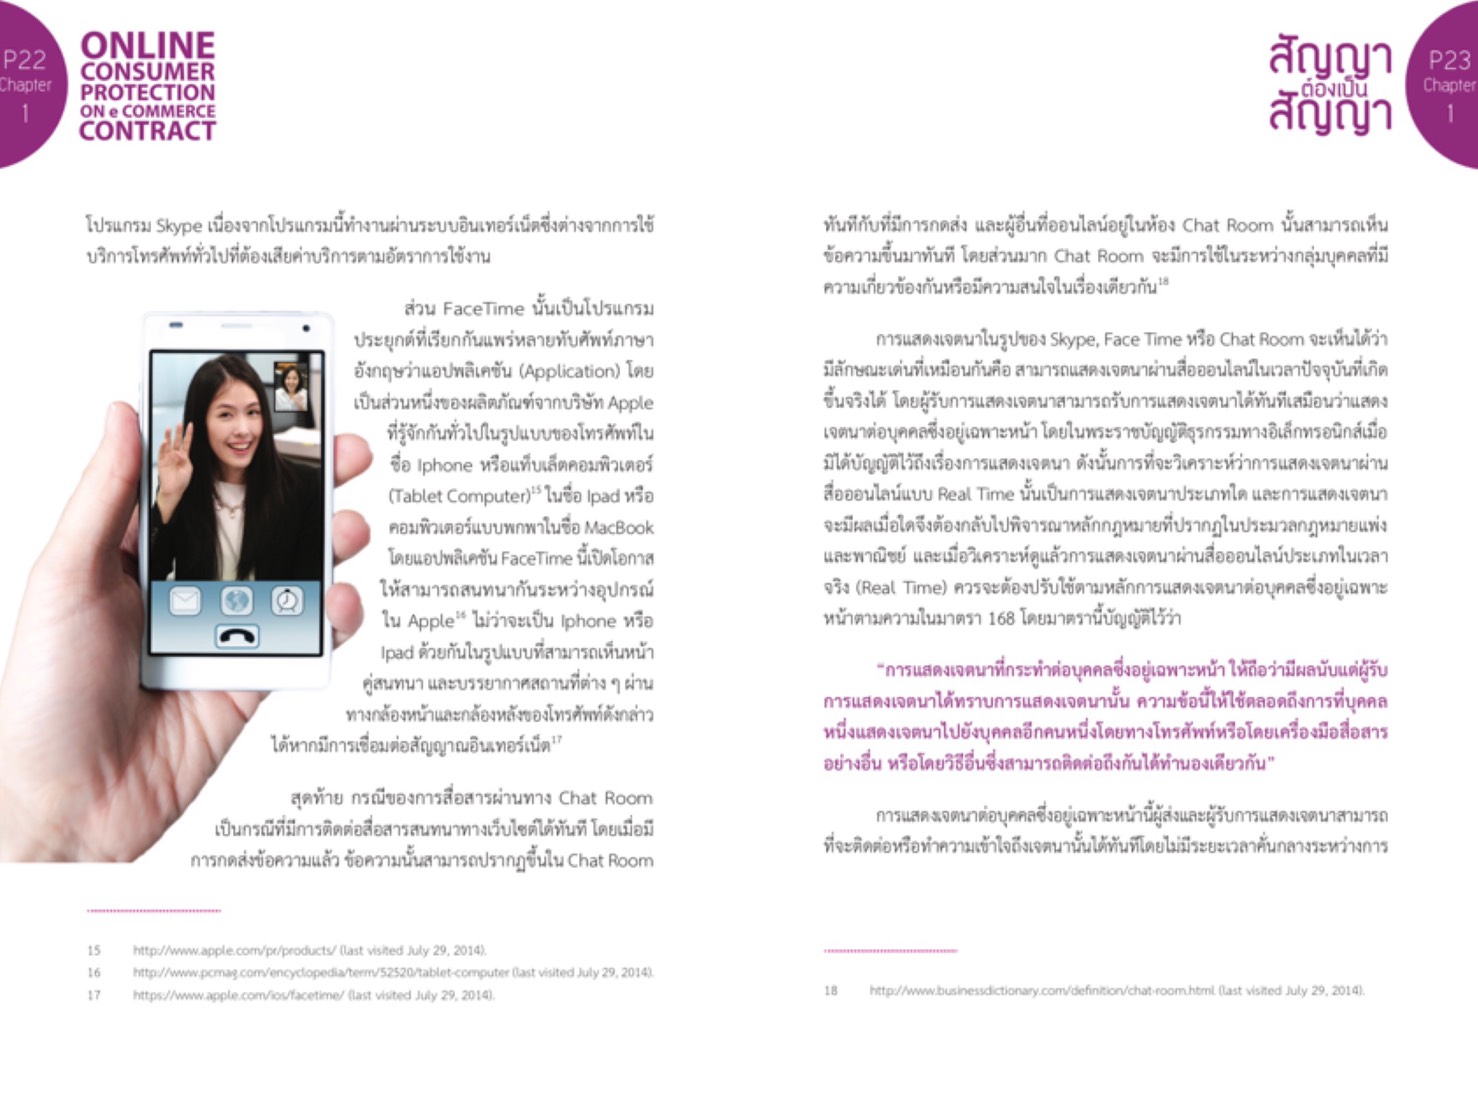 P22
Chapter
1
ONLINE
CONSUMER
PROTECTION
ON e COMMERCE
CONTRACT
โปรแกรม Skype เนื่องจากโปรแกรมนี้ทำงานผ่านระบบอินเทอร์เน็ตซึ่งต่างจากการใช้
บริการโทรศัพท์ทั่วไปที่ต้องเสียค่าบริการตามอัตราการใช้งาน
ส่วน FaceTime นั้นเป็นโปรแกรม
ประยุกต์ที่เรียกกันแพร่หลายทับศัพท์ภาษา
อังกฤษว่าแอปพลิเคชัน (Application) โดย
เป็นส่วนหนึ่งของผลิตภัณฑ์จากบริษัท Apple
ที่รู้จักกันทั่วไปในรูปแบบของโทรศัพท์ใน
ชื่อ Iphone หรือแท็บเล็ตคอมพิวเตอร์
(Tablet Computer)15 ในชื่อ Ipad หรือ
คอมพิวเตอร์แบบพกพาในชื่อ MacBook
โดยแอปพลิเคชัน FaceTime นี้เปิดโอกาส
ให้สามารถสนทนากันระหว่างอุปกรณ์
ใน Apple16 ไม่ว่าจะเป็น Iphone หรือ
Ipad ด้วยกันในรูปแบบที่สามารถเห็นหน้า
คู่สนทนา และบรรยากาศสถานที่ต่าง ๆ ผ่าน
ทางกล้องหน้าและกล้องหลังของโทรศัพท์ดังกล่าว
ได้หากมีการเชื่อมต่อสัญญาณอินเทอร์เน็ต17
สุดท้าย กรณีของการสื่อสารผ่านทาง Chat Room
เป็นกรณีที่มีการติดต่อสื่อสารสนทนาทางเว็บไซต์ได้ทันที โดยเมื่อมี
การกดส่งข้อความแล้ว ข้อความนั้นสามารถปรากฏขึ้นใน Chat Room
15 http://www.apple.com/pr/products/ (last visited July 29, 2014).
16 http://www.pcmag.com/encyclopedia/term/52520/tablet-computer (last visited July 29, 2014).
17 https://www.apple.com/ios/facetime/ (last visited July 29, 2014).
สัญญา
ต้องเป็น
สัญญา
P23
Chapter
1
ทันทีกับที่มีการกดส่ง และผู้อื่นที่ออนไลน์อยู่ในห้อง Chat Room นั้นสามารถเห็น
ข้อความขึ้นมาทันที โดยส่วนมาก Chat Room จะมีการใช้ในระหว่างกลุ่มบุคคลที่มี
ความเกี่ยวข้องกันหรือมีความสนใจในเรื่องเดียวกัน18
การแสดงเจตนาในรูปของ Skype, Face Time หรือ Chat Room จะเห็นได้ว่า
มีลักษณะเด่นที่เหมือนกันคือ สามารถแสดงเจตนาผ่านสื่อออนไลน์ในเวลาปัจจุบันที่เกิด
ขึ้นจริงได้ โดยผู้รับการแสดงเจตนาสามารถรับการแสดงเจตนาได้ทันทีเสมือนว่าแสดง
เจตนาต่อบุคคลซึ่งอยู่เฉพาะหน้า โดยในพระราชบัญญัติธุรกรรมทางอิเล็กทรอนิกส์เมื่อ
มิได้บัญญัติไว้ถึงเรื่องการแสดงเจตนา ดังนั้นการที่จะวิเคราะห์ว่าการแสดงเจตนาผ่าน
สื่อออนไลน์แบบ Real Time นั้นเป็นการแสดงเจตนาประเภทใด และการแสดงเจตนา
จะมีผลเมื่อใดจึงต้องกลับไปพิจารณาหลักกฎหมายที่ปรากฏในประมวลกฎหมายแพ่ง
และพาณิชย์ และเมื่อวิเคราะห์ดูแล้วการแสดงเจตนาผ่านสื่อออนไลน์ประเภทในเวลา
จริง (Real Time) ควรจะต้องปรับใช้ตามหลักการแสดงเจตนาต่อบุคคลซึ่งอยู่เฉพาะ
หน้าตามความในมาตรา 168 โดยมาตรานี้บัญญัติไว้ว่า
“การแสดงเจตนาที่กระทำต่อบุคคลซึ่งอยู่เฉพาะหน้า ให้ถือว่ามีผลนับแต่ผู้รับ
การแสดงเจตนาได้ทราบการแสดงเจตนานั้น ความข้อนี้ให้ใช้ตลอดถึงการที่บุคคล
หนึ่งแสดงเจตนาไปยังบุคคลอีกคนหนึ่งโดยทางโทรศัพท์หรือโดยเครื่องมือสื่อสาร
อย่างอื่น หรือโดยวิธีอื่นซึ่งสามารถติดต่อถึงกันได้ทำนองเดียวกัน”
การแสดงเจตนาต่อบุคคลซึ่งอยู่เฉพาะหน้านี้ผู้ส่งและผู้รับการแสดงเจตนาสามารถ
ที่จะติดต่อหรือทำความเข้าใจถึงเจตนานั้นได้ทันทีโดยไม่มีระยะเวลาคั่นกลางระหว่างการ
18 http://www.businessdictionary.com/definition/chat-room.html (last visited July 29, 2014).